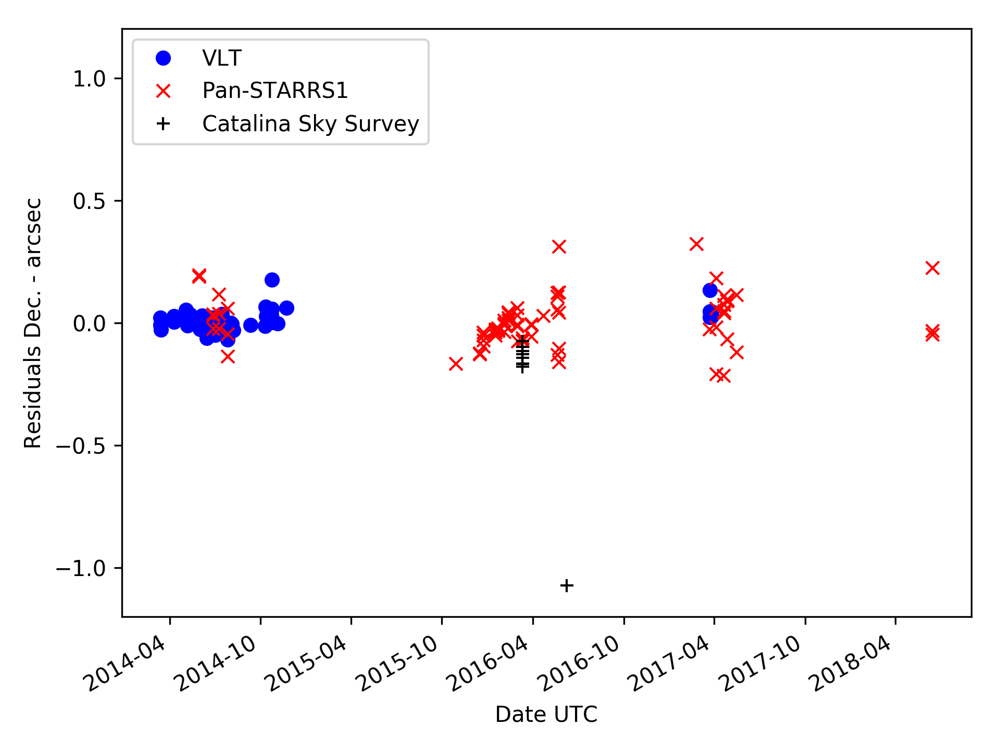 VLT
Pan-STARRS1
Catalina Sky Survey
1.0
0.5
0.0
−0.5
−1.0
Residuals Dec. - arcsec
2014-04
2014-10
2015-04
2015-10
2016-04
2016-10
2017-04
2017-10
2018-04
Date UTC